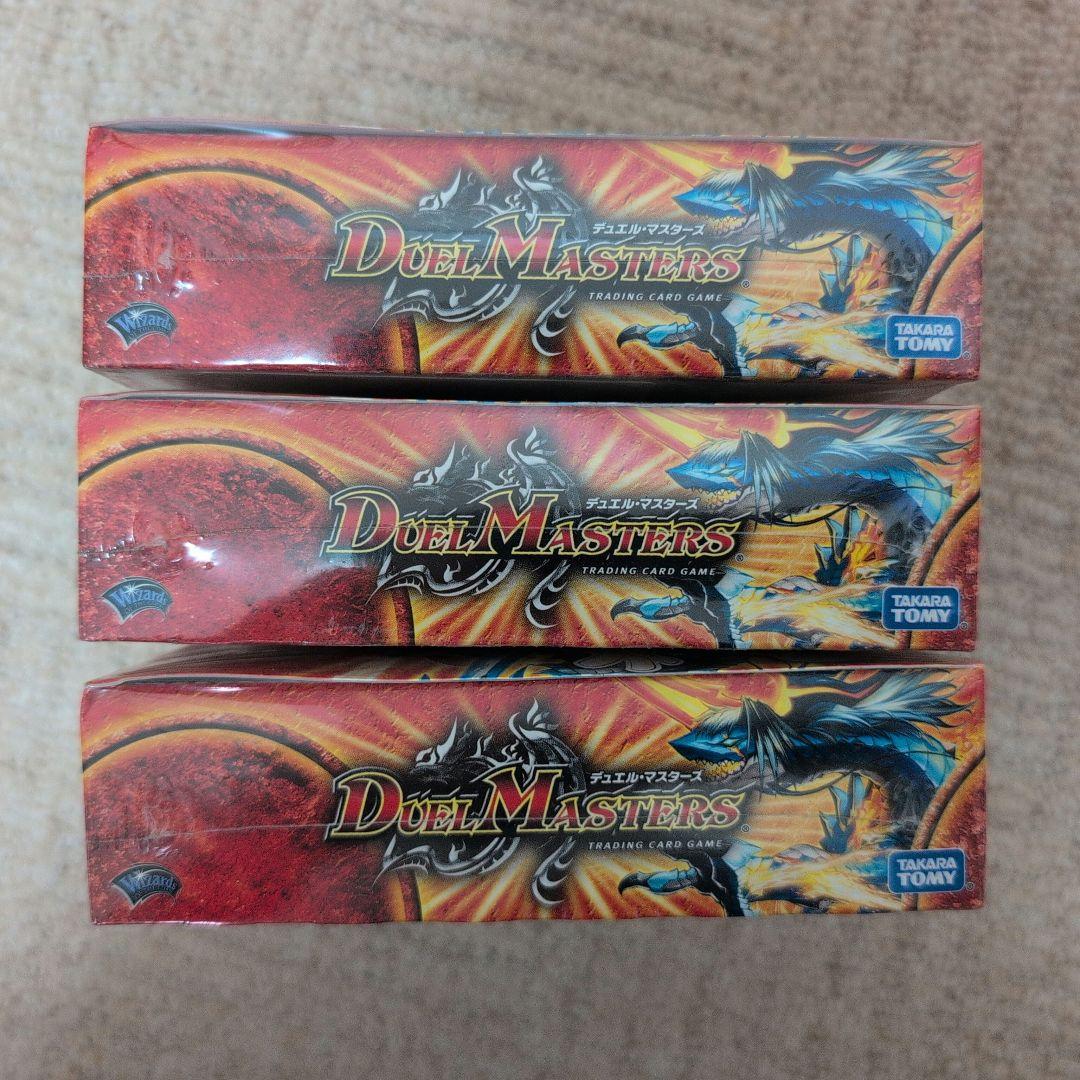 デュエル・マスターズ
DUEL MASTERS®
TRADING CARD GAME
Wizards
TAKARA
TOMY®
デュエル・マスターズ
DUEL MASTERS®
TRADING CARD GAME
Wizards
TAKARA
TOMY®
デュエル・マスターズ
DUEL MASTERS®
TRADING CARD GAME
Wizards
TAKARA
TOMY®